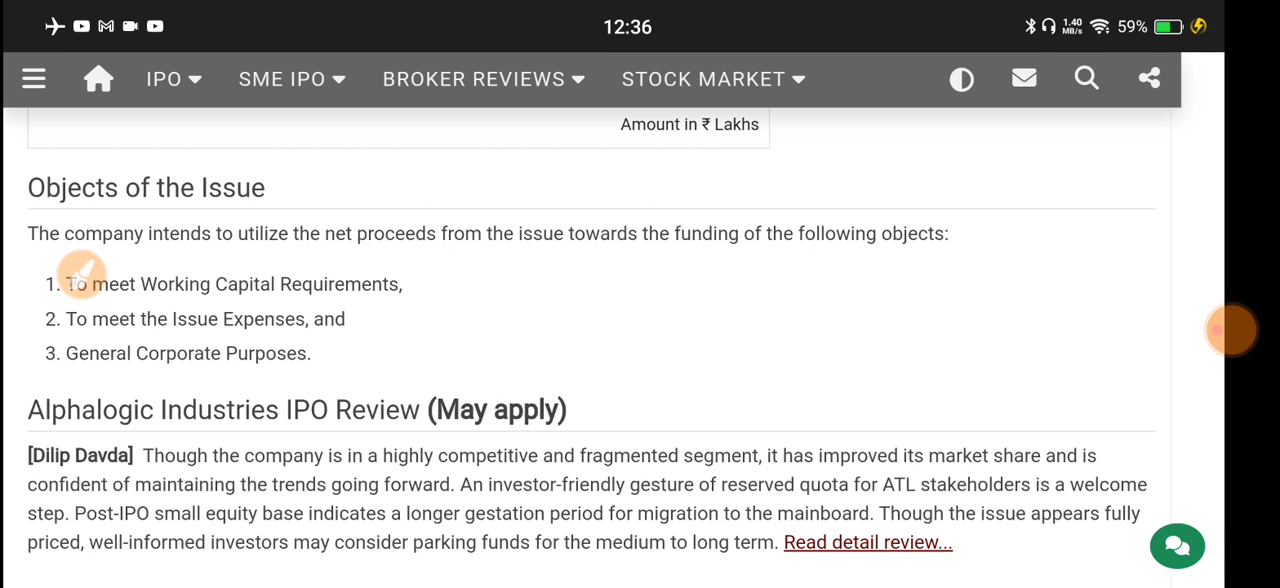 12:36
1.40 MB/s 59%
IPO SME IPO BROKER REVIEWS STOCK MARKET
Amount in ₹ Lakhs
Objects of the Issue
The company intends to utilize the net proceeds from the issue towards the funding of the following objects:
1. To meet Working Capital Requirements,
2. To meet the Issue Expenses, and
3. General Corporate Purposes.
Alphalogic Industries IPO Review (May apply)
[Dilip Davda] Though the company is in a highly competitive and fragmented segment, it has improved its market share and is
confident of maintaining the trends going forward. An investor-friendly gesture of reserved quota for ATL stakeholders is a welcome
step. Post-IPO small equity base indicates a longer gestation period for migration to the mainboard. Though the issue appears fully
priced, well-informed investors may consider parking funds for the medium to long term. Read detail review...